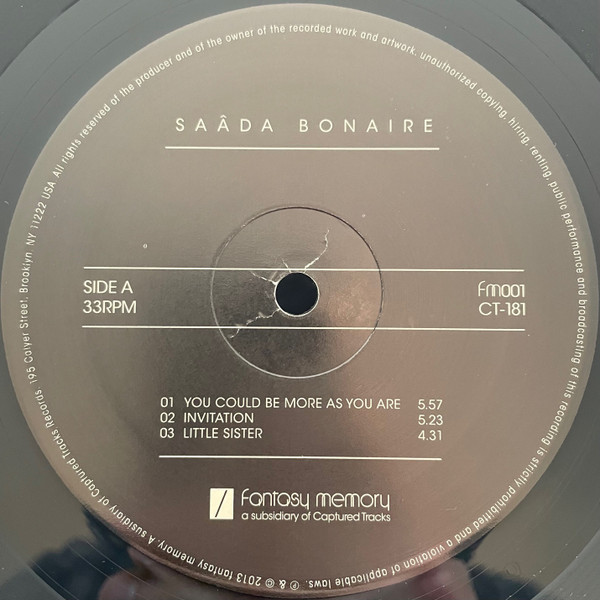 SAÂDA BONAIRE
SIDE A
33RPM
fm001
CT-181
01 YOU COULD BE MORE AS YOU ARE 5.57
02 INVITATION 5.23
03 LITTLE SISTER 4.31
fantasy memory
a subsidiary of Captured Tracks
℗ & © 2013 fantasy memory. A susidiary of Captured Tracks Records. 195 Calyer Street, Brooklyn, NY 11222 USA All rights reserved of the producer and of the owner of the recorded work and artwork. unauthorized copying, hiring, renting, public performance and broadcasting of this recording is strictly prohibited and a violation of applicable laws.